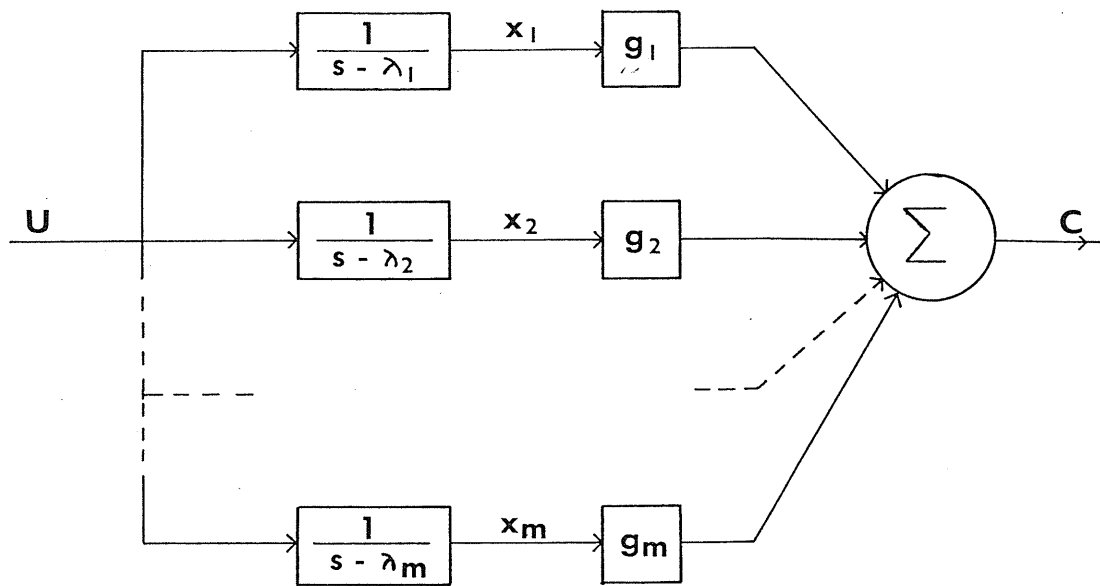 1 x₁ g₁
s - λ₁
U 1 x₂ g₂ Σ C
s - λ₂
1 xₘ gₘ
s - λₘ